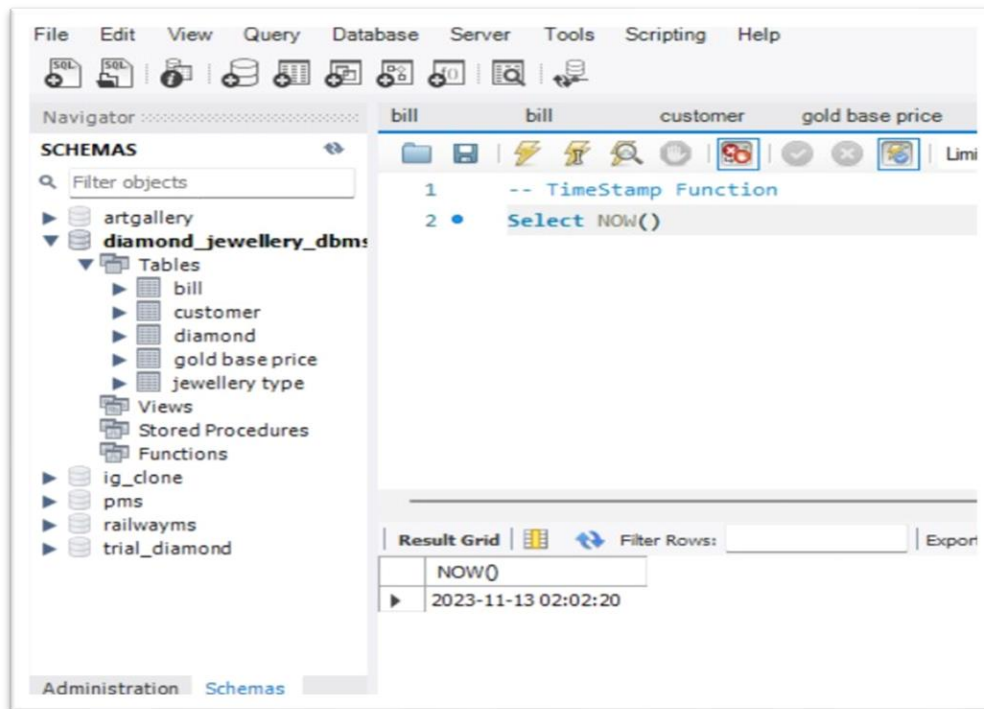 File Edit View Query Database Server Tools Scripting Help
SQL SQL
Navigator
SCHEMAS
Filter objects
artgallery
diamond_jewellery_dbms
Tables
bill
customer
diamond
gold base price
jewellery type
Views
Stored Procedures
Functions
ig_clone
pms
railwayms
trial_diamond
Administration Schemas
bill bill customer gold base price
Limi
1 -- TimeStamp Function
2 Select NOW()
Result Grid Filter Rows: Export
NOW()
2023-11-13 02:02:20